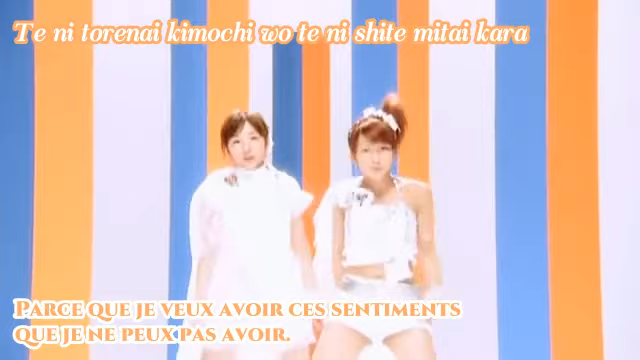 Te ni torenai kimochi wo te ni shite mitai kara
Parce que je veux avoir ces sentiments
que je ne peux pas avoir.